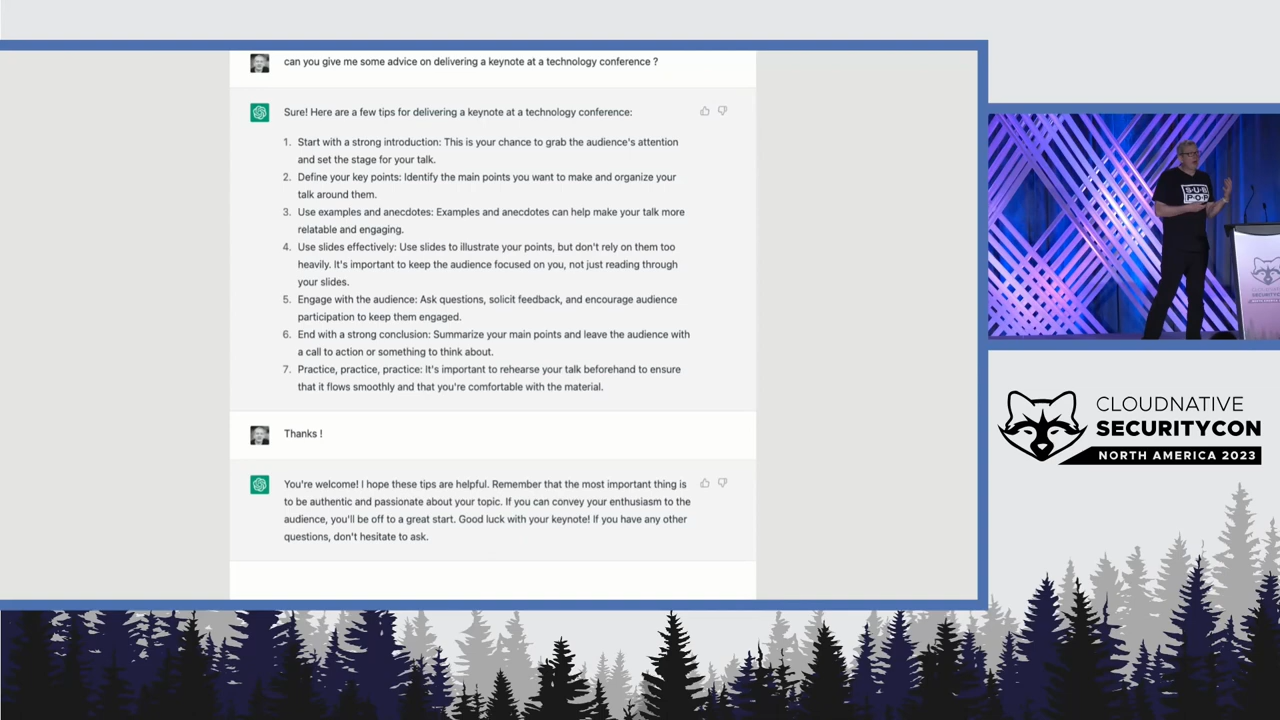 can you give me some advice on delivering a keynote at a technology conference ?
Sure! Here are a few tips for delivering a keynote at a technology conference:
1. Start with a strong introduction: This is your chance to grab the audience's attention
and set the stage for your talk.
2. Define your key points: Identify the main points you want to make and organize your
talk around them.
3. Use examples and anecdotes: Examples and anecdotes can help make your talk more
relatable and engaging.
4. Use slides effectively: Use slides to illustrate your points, but don't rely on them too
heavily. It's important to keep the audience focused on you, not just reading through
your slides.
5. Engage with the audience: Ask questions, solicit feedback, and encourage audience
participation to keep them engaged.
6. End with a strong conclusion: Summarize your main points and leave the audience with
a call to action or something to think about.
7. Practice, practice, practice: It's important to rehearse your talk beforehand to ensure
that it flows smoothly and that you're comfortable with the material.
Thanks !
You're welcome! I hope these tips are helpful. Remember that the most important thing is
to be authentic and passionate about your topic. If you can convey your enthusiasm to the
audience, you'll be off to a great start. Good luck with your keynote! If you have any other
questions, don't hesitate to ask.
SUB
POP
CLOUDNATIVE
SECURITYCON
NORTH AMERICA 2023